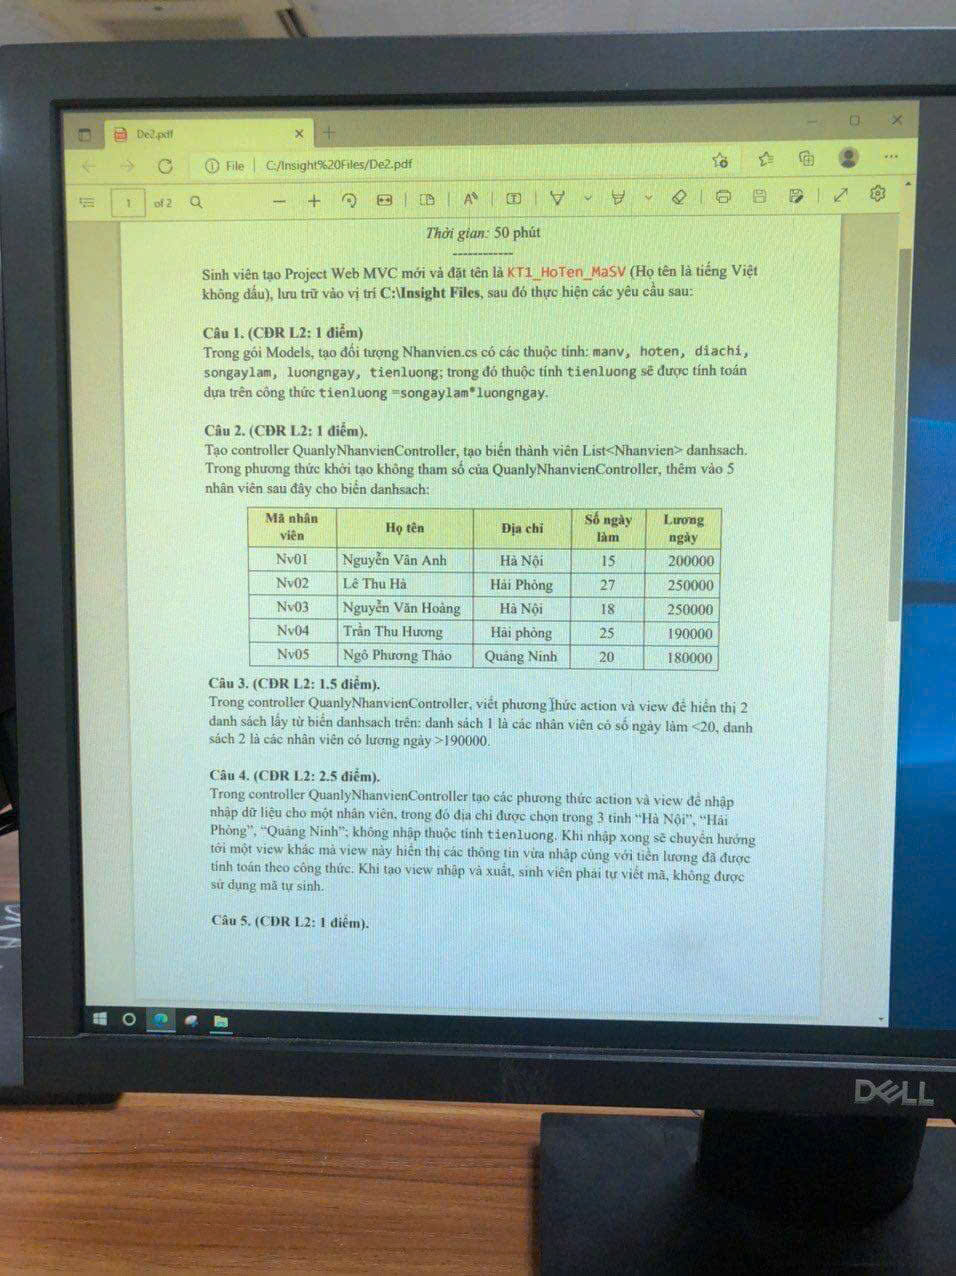 De2.pdf
File C:/Insight%20Files/De2.pdf
1 of 2
Thời gian: 50 phút
------------
Sinh viên tạo Project Web MVC mới và đặt tên là KT1_HoTen_MaSV (Họ tên là tiếng Việt
không dấu), lưu trữ vào vị trí C:\Insight Files, sau đó thực hiện các yêu cầu sau:
Câu 1. (CĐR L2: 1 điểm)
Trong gói Models, tạo đối tượng Nhanvien.cs có các thuộc tính: manv, hoten, diachi,
songaylam, luongngay, tienluong; trong đó thuộc tính tienluong sẽ được tính toán
dựa trên công thức tienluong =songaylam*luongngay.
Câu 2. (CĐR L2: 1 điểm).
Tạo controller QuanlyNhanvienController, tạo biến thành viên List<Nhanvien> danhsach.
Trong phương thức khởi tạo không tham số của QuanlyNhanvienController, thêm vào 5
nhân viên sau đây cho biến danhsach:
Mã nhân viên Họ tên Địa chỉ Số ngày làm Lương ngày
Nv01 Nguyễn Vân Anh Hà Nội 15 200000
Nv02 Lê Thu Hà Hải Phòng 27 250000
Nv03 Nguyễn Văn Hoàng Hà Nội 18 250000
Nv04 Trần Thu Hương Hải phòng 25 190000
Nv05 Ngô Phương Thảo Quảng Ninh 20 180000
Câu 3. (CĐR L2: 1.5 điểm).
Trong controller QuanlyNhanvienController, viết phương thức action và view để hiển thị 2
danh sách lấy từ biến danhsach trên: danh sách 1 là các nhân viên có số ngày làm <20, danh
sách 2 là các nhân viên có lương ngày >190000.
Câu 4. (CĐR L2: 2.5 điểm).
Trong controller QuanlyNhanvienController tạo các phương thức action và view để nhập
nhập dữ liệu cho một nhân viên, trong đó địa chỉ được chọn trong 3 tỉnh “Hà Nội”, “Hải
Phòng”, “Quảng Ninh”; không nhập thuộc tính tienluong. Khi nhập xong sẽ chuyển hướng
tới một view khác mà view này hiển thị các thông tin vừa nhập cùng với tiền lương đã được
tính toán theo công thức. Khi tạo view nhập và xuất, sinh viên phải tự viết mã, không được
sử dụng mã tự sinh.
Câu 5. (CĐR L2: 1 điểm).
DELL